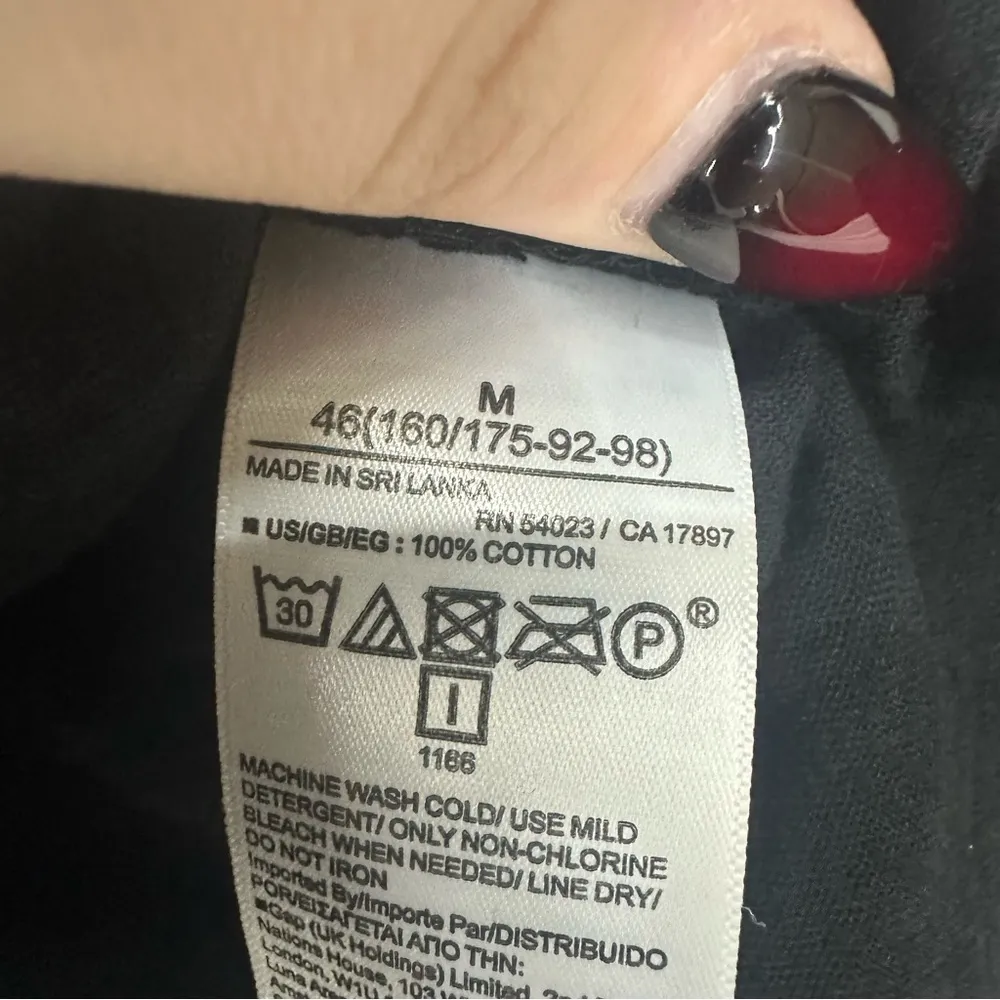 M
46(160/175-92-98)
MADE IN SRI LANKA
RN 54023 / CA 17897
■ US/GB/EG : 100% COTTON
30
P ®
1166
MACHINE WASH COLD/ USE MILD
DETERGENT/ ONLY NON-CHLORINE
BLEACH WHEN NEEDED/ LINE DRY/
DO NOT IRON
Imported By/Importe Par/DISTRIBUIDO
POR/ΕΙΣΑΓΕΤΑΙ ΑΠΟ ΤΗΝ:
■Gap (UK Holdings) Limited,
Nations House, 103
London, W1U
Luna